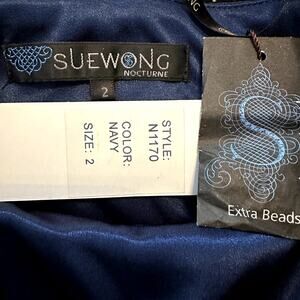 SUEWONG
NOCTURNE
2
STYLE:
N1170
COLOR:
NAVY
SIZE: 2
S
Extra Beads